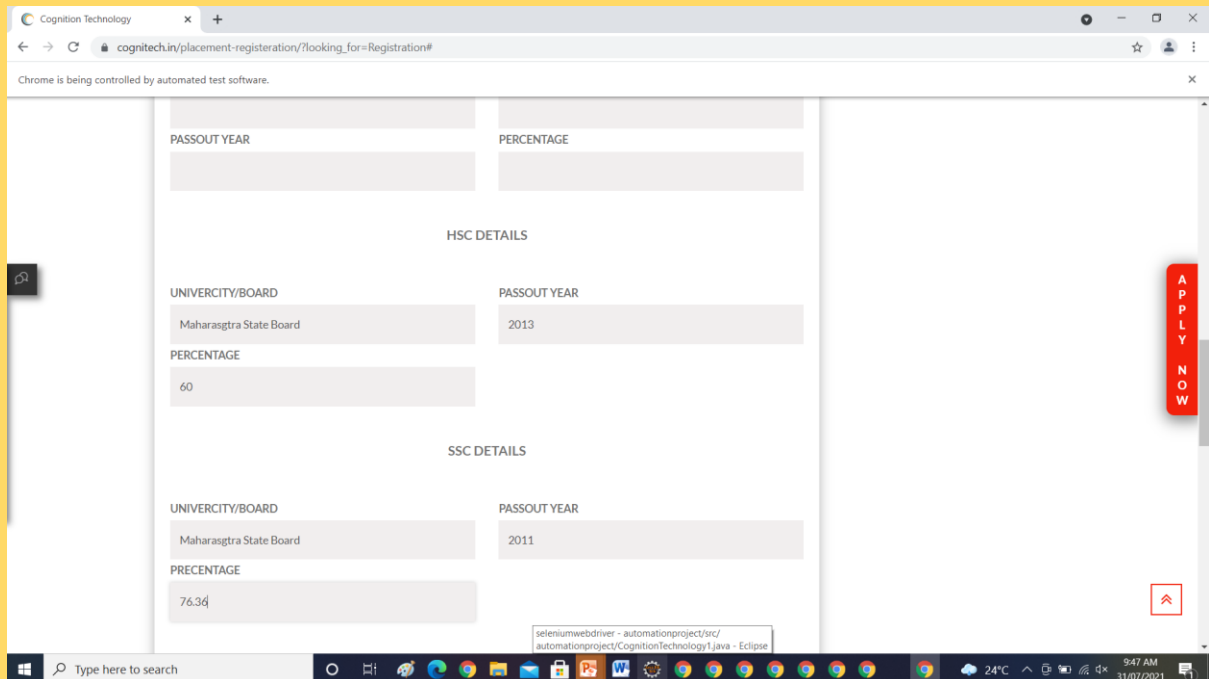 Cognition Technology
cognitech.in/placement-registeration/?looking_for=Registration#
Chrome is being controlled by automated test software.
PASSOUT YEAR PERCENTAGE
HSC DETAILS
UNIVERCITY/BOARD PASSOUT YEAR
Maharasgtra State Board 2013
PERCENTAGE
60
APPLY NOW
SSC DETAILS
UNIVERCITY/BOARD PASSOUT YEAR
Maharasgtra State Board 2011
PRECENTAGE
76.36
seleniumwebdriver - automationproject/src/
automationproject/CognitionTechnology1.java - Eclipse
Type here to search
24°C
9:47 AM
31/07/2021